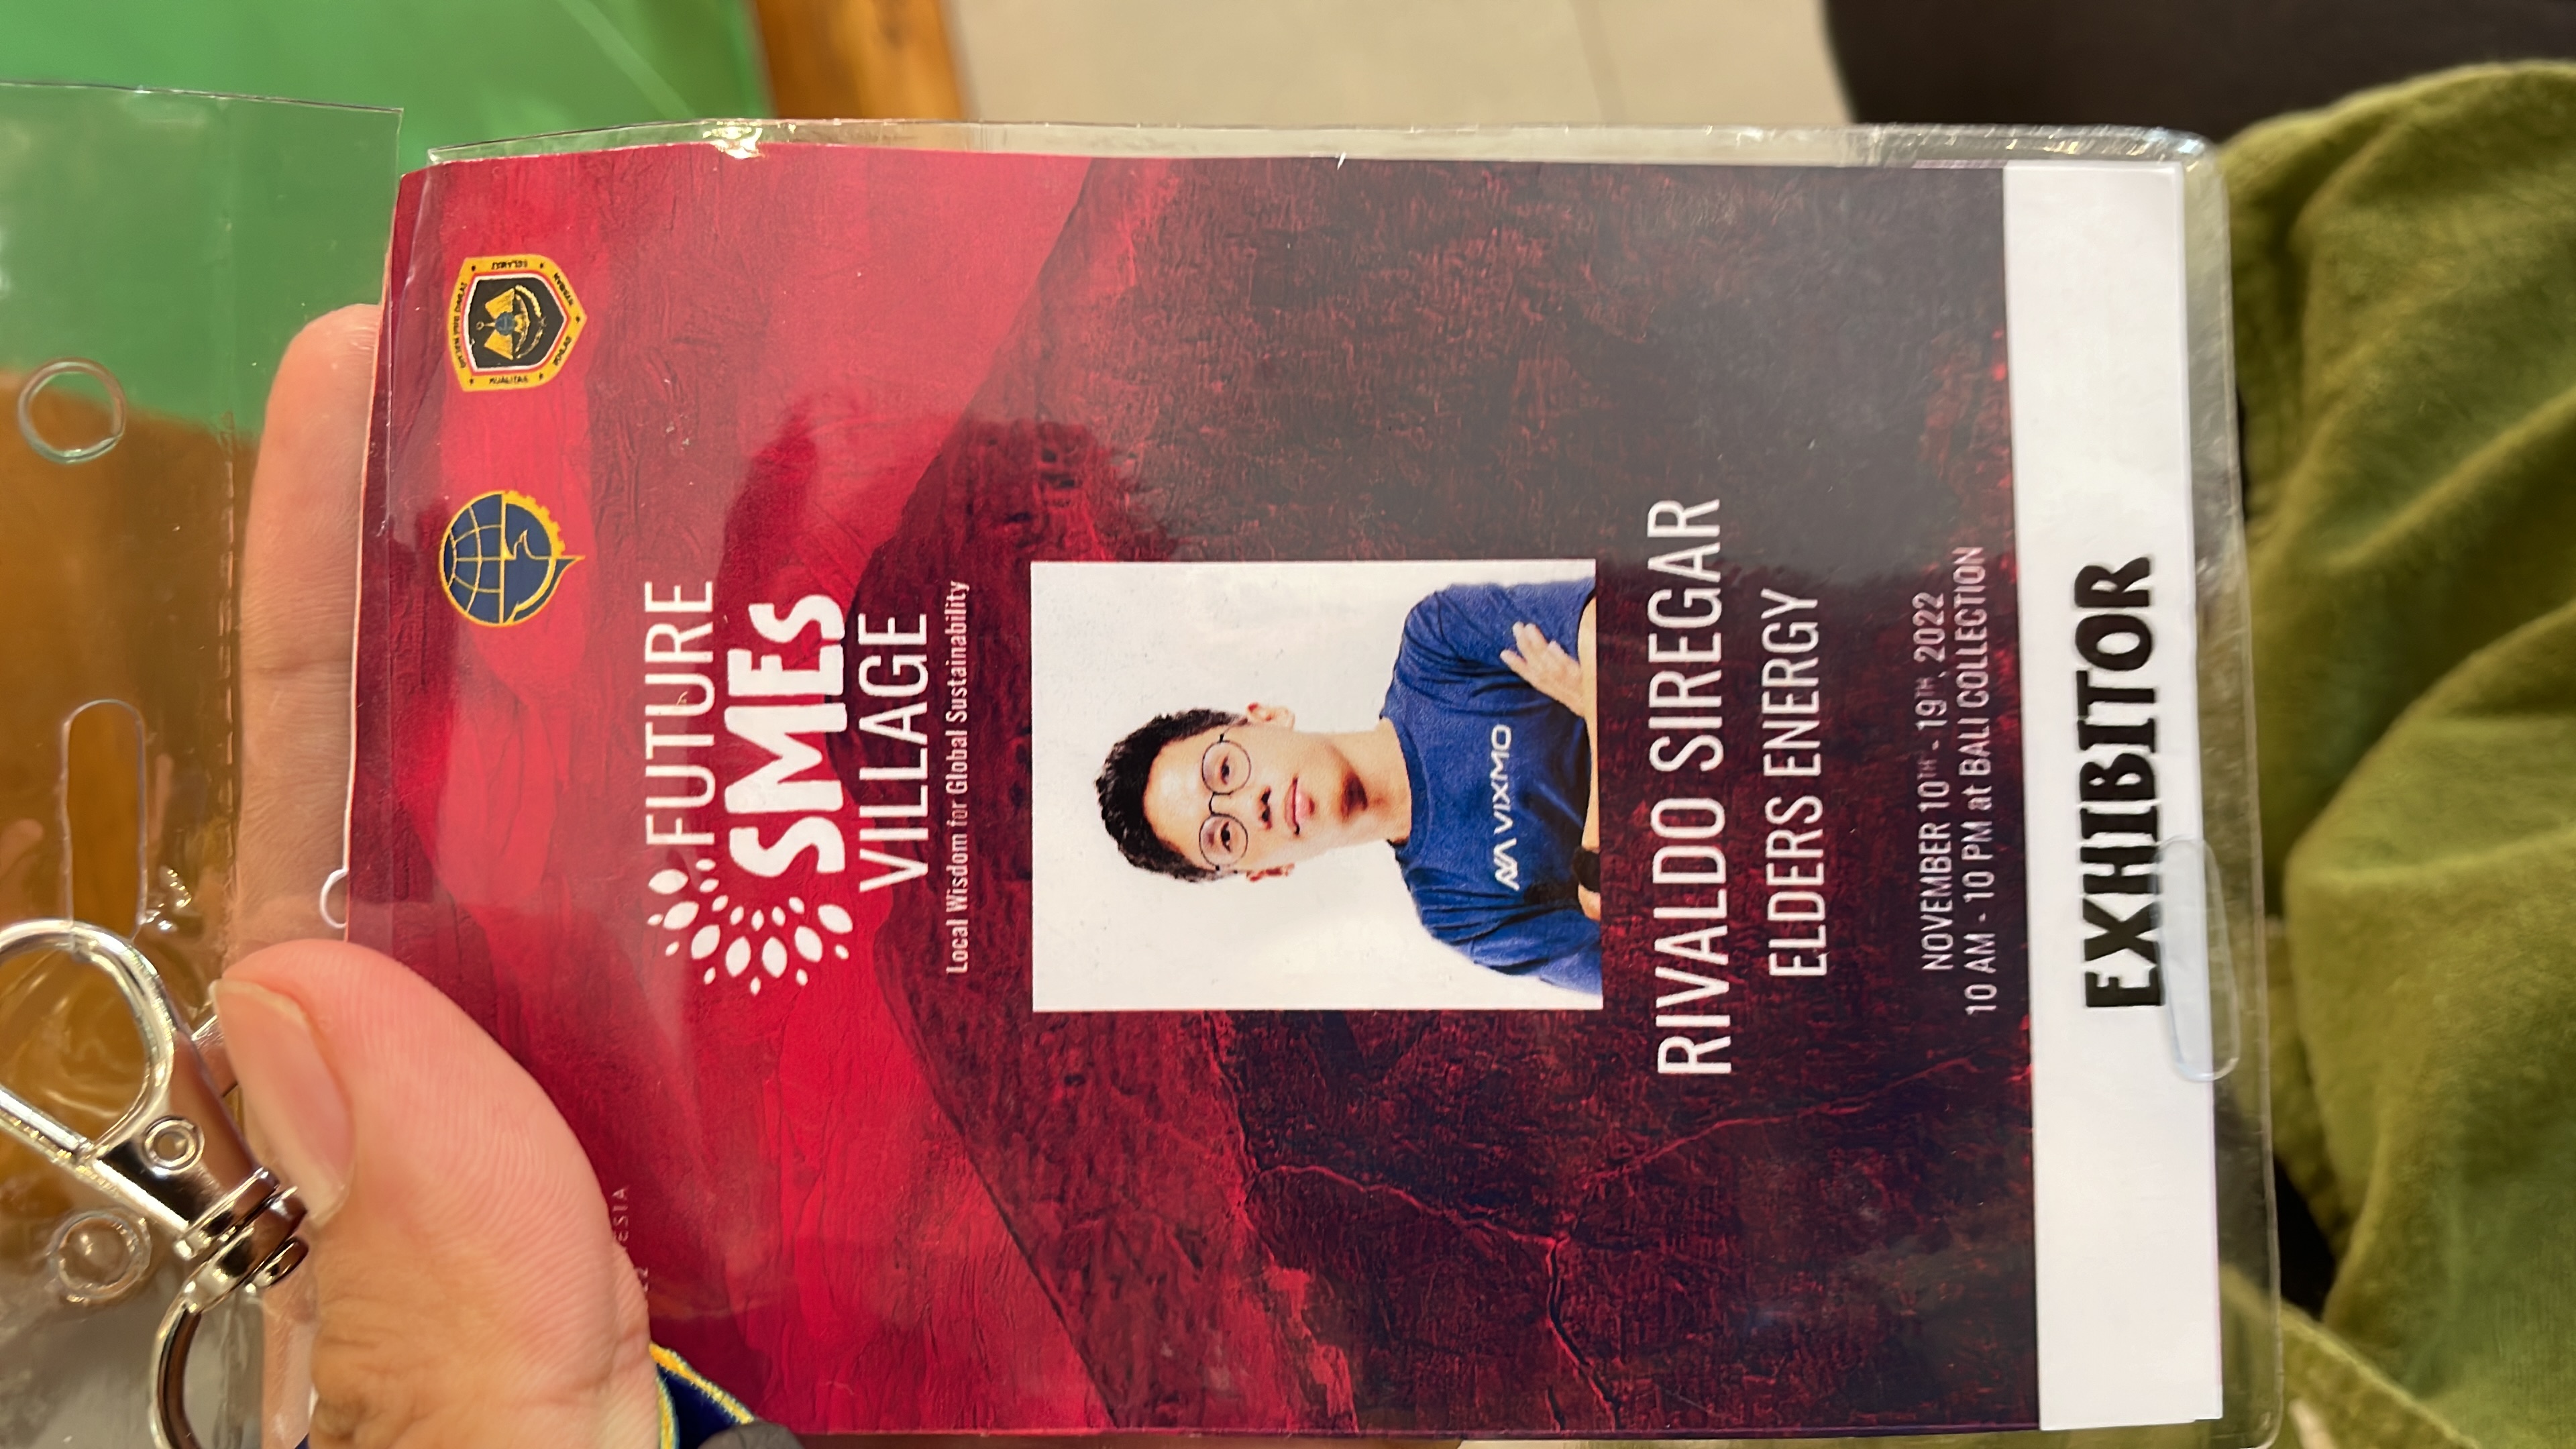 FUTURE
SMEs
VILLAGE
Local Wisdom for Global Sustainability
VIXMO
RIVALDO SIREGAR
ELDERS ENERGY
NOVEMBER 10TH - 19TH, 2022
10 AM - 10 PM at BALI COLLECTION
EXHIBITOR